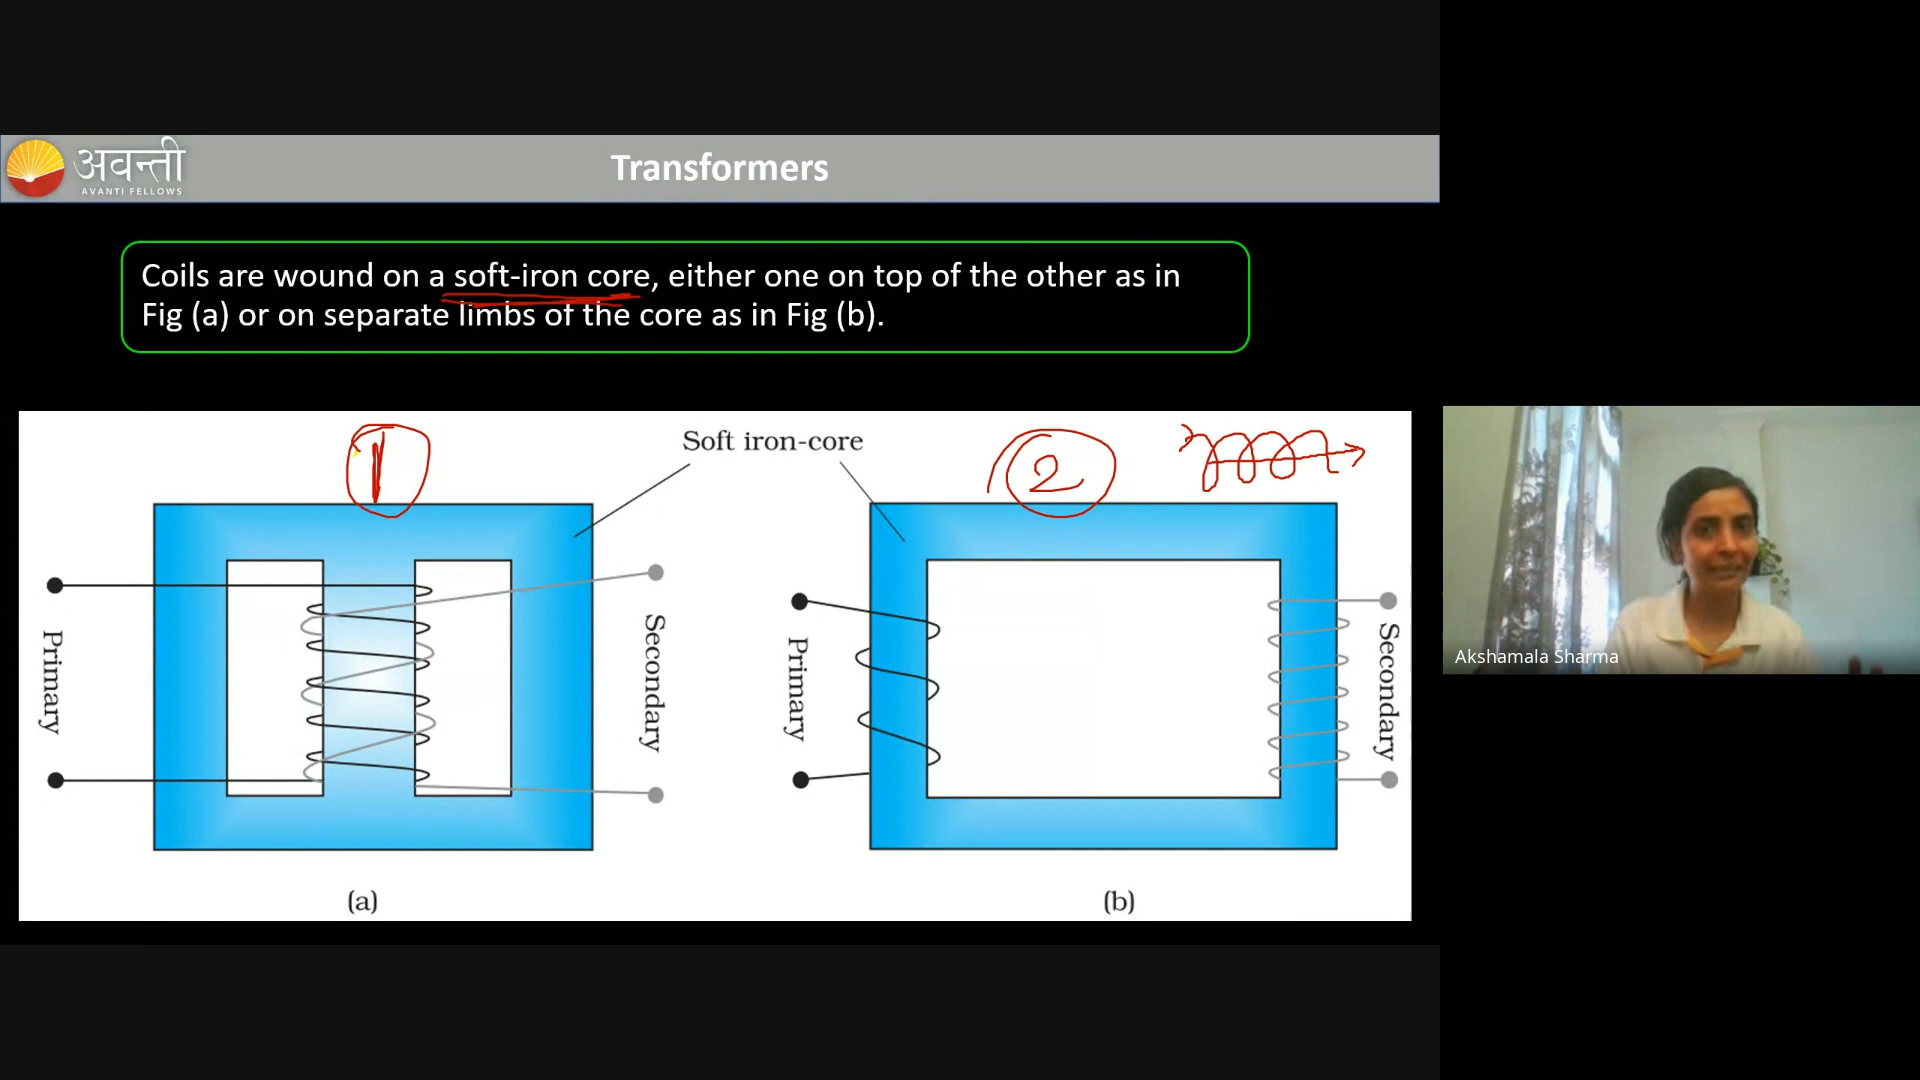 अवन्ती
AVANTI FELLOWS
Transformers
Coils are wound on a soft-iron core, either one on top of the other as in
Fig (a) or on separate limbs of the core as in Fig (b).
1
Soft iron-core
2
Primary
Secondary
Primary
Secondary
(a)
(b)
Akshamala Sharma